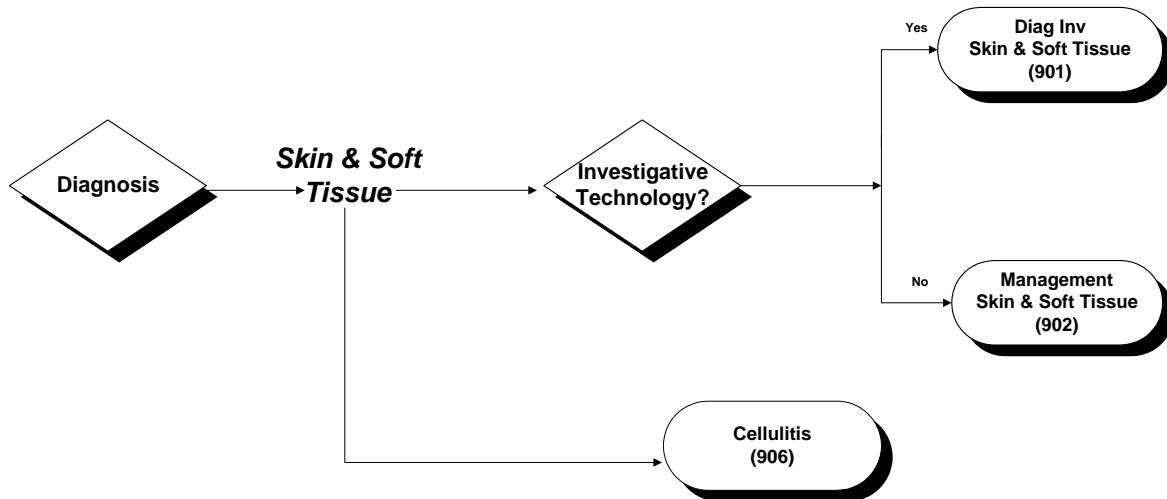 Diagnosis
Skin & Soft
Tissue
Investigative
Technology?
Yes
Diag Inv
Skin & Soft Tissue
(901)
No
Management
Skin & Soft Tissue
(902)
Cellulitis
(906)